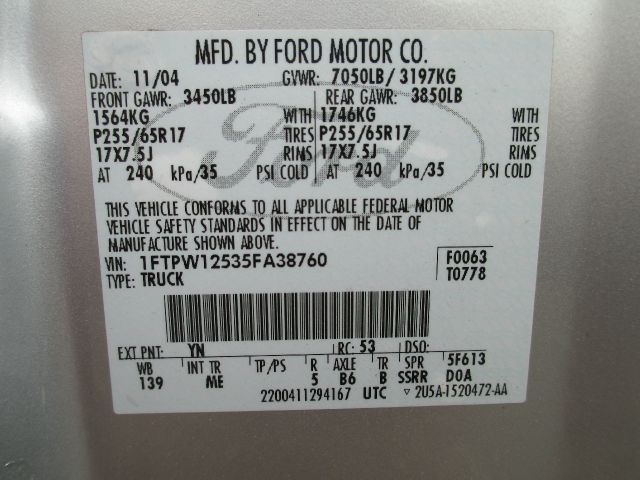 MFD. BY FORD MOTOR CO.
DATE: 11/04 GVWR: 7050LB/ 3197KG
FRONT GAWR: 3450LB REAR GAWR: 3850LB
1564KG WITH 1746KG WITH
P255/65R17 TIRES P255/65R17 TIRES
17X7.5J RIMS 17X7.5J RIMS
AT 240 kPa/35 PSI COLD AT 240 kPa/35 PSI COLD
Ford
THIS VEHICLE CONFORMS TO ALL APPLICABLE FEDERAL MOTOR
VEHICLE SAFETY STANDARDS IN EFFECT ON THE DATE OF
MANUFACTURE SHOWN ABOVE.
VIN: 1FTPW12535FA38760 F0063
TYPE: TRUCK T0778
EXT PNT: YN RC: 53 DSO:
WB INT TR TP/PS R AXLE TR SPR 5F613
139 ME 5 B6 B SSRR DOA
2200411294167 UTC ▽ 2U5A-1520472-AA